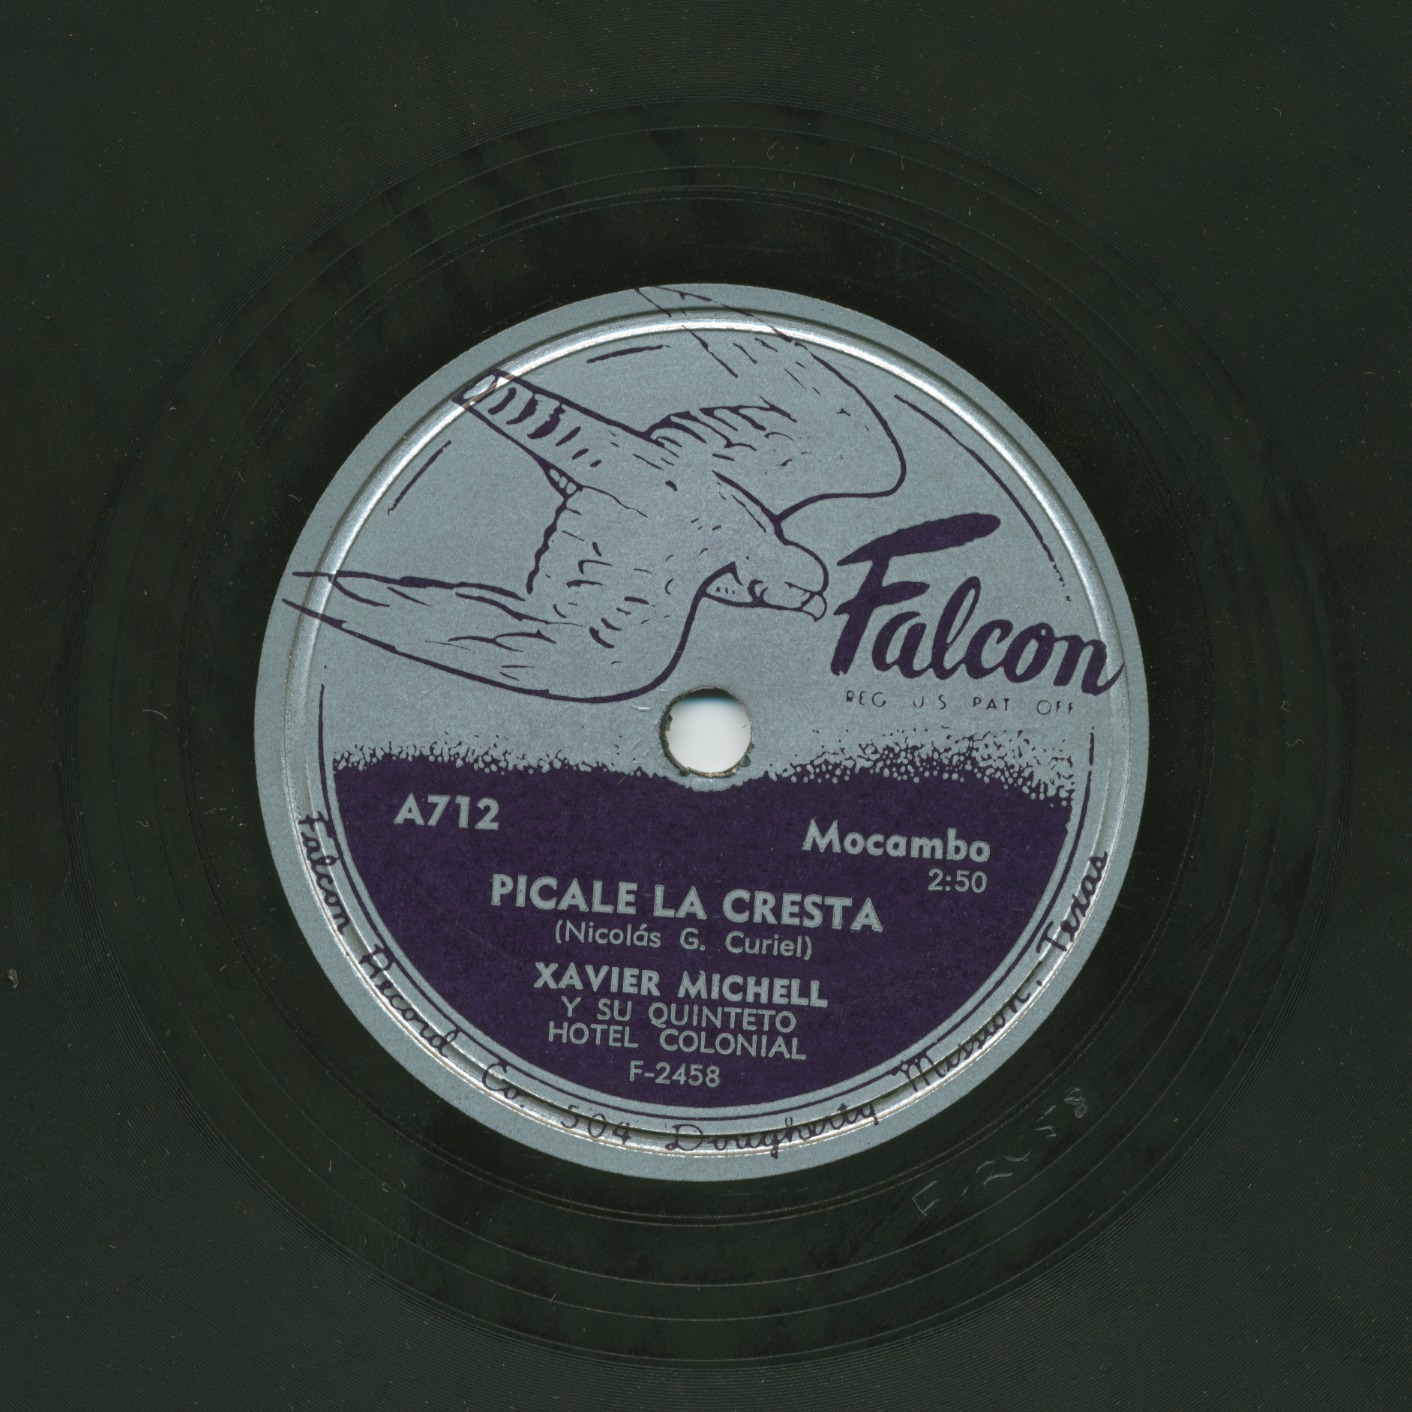 Falcon
REG U S PAT OFF
A712
Mocambo
2:50
PICALE LA CRESTA
(Nicolás G. Curiel)
XAVIER MICHELL
Y SU QUINTETO
HOTEL COLONIAL
F-2458
Falcon Record Co. 504 Dougherty Mission, Texas
F-2458